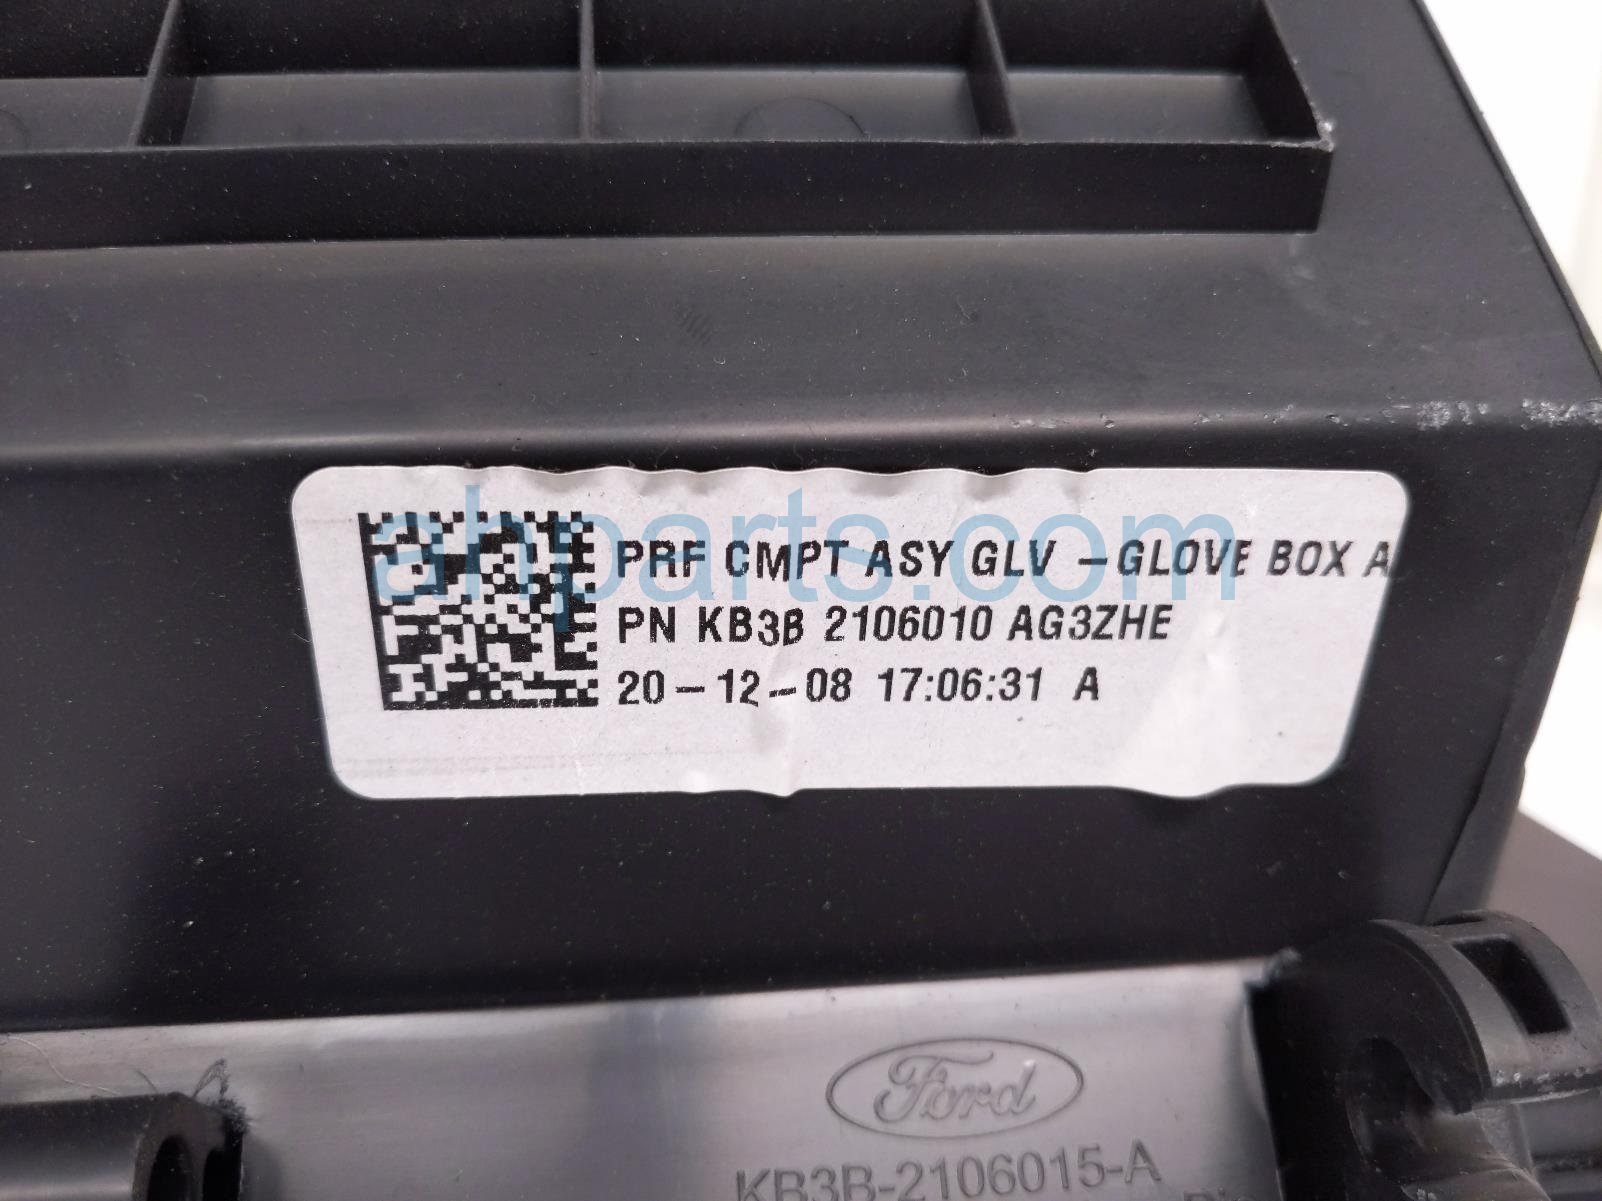 PRF CMPT ASY GLV -GLOVE BOX A
PN KB3B 2106010 AG3ZHE
20-12-08 17:06:31 A
ahparts.com
Ford
KB3B-2106015-A